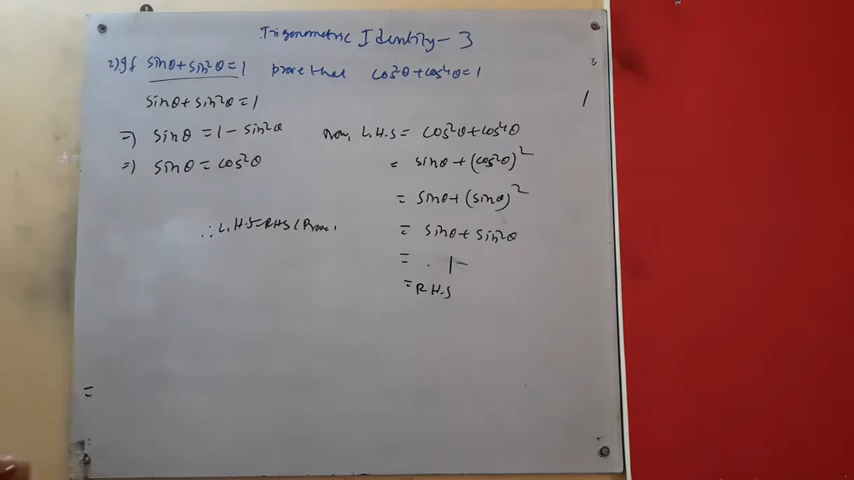 Trigonometric Identity - 3
2) If sinθ + sin²θ = 1 prove that cos²θ + cos⁴θ = 1
sinθ + sin²θ = 1
⇒ sinθ = 1 - sin²θ
⇒ sinθ = cos²θ
Now, L.H.S = cos²θ + cos⁴θ
= sinθ + (cos²θ)²
= sinθ + (sinθ)²
= sinθ + sin²θ
= 1
= R.H.S
∴ L.H.S = R.H.S (Prove.
=